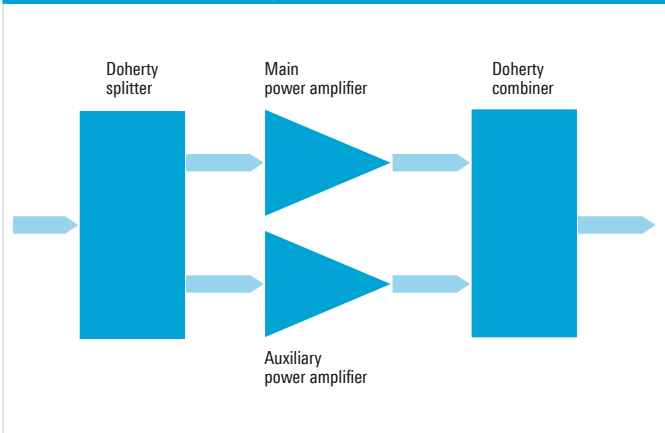 Doherty
splitter
Main
power amplifier
Doherty
combiner
Auxiliary
power amplifier